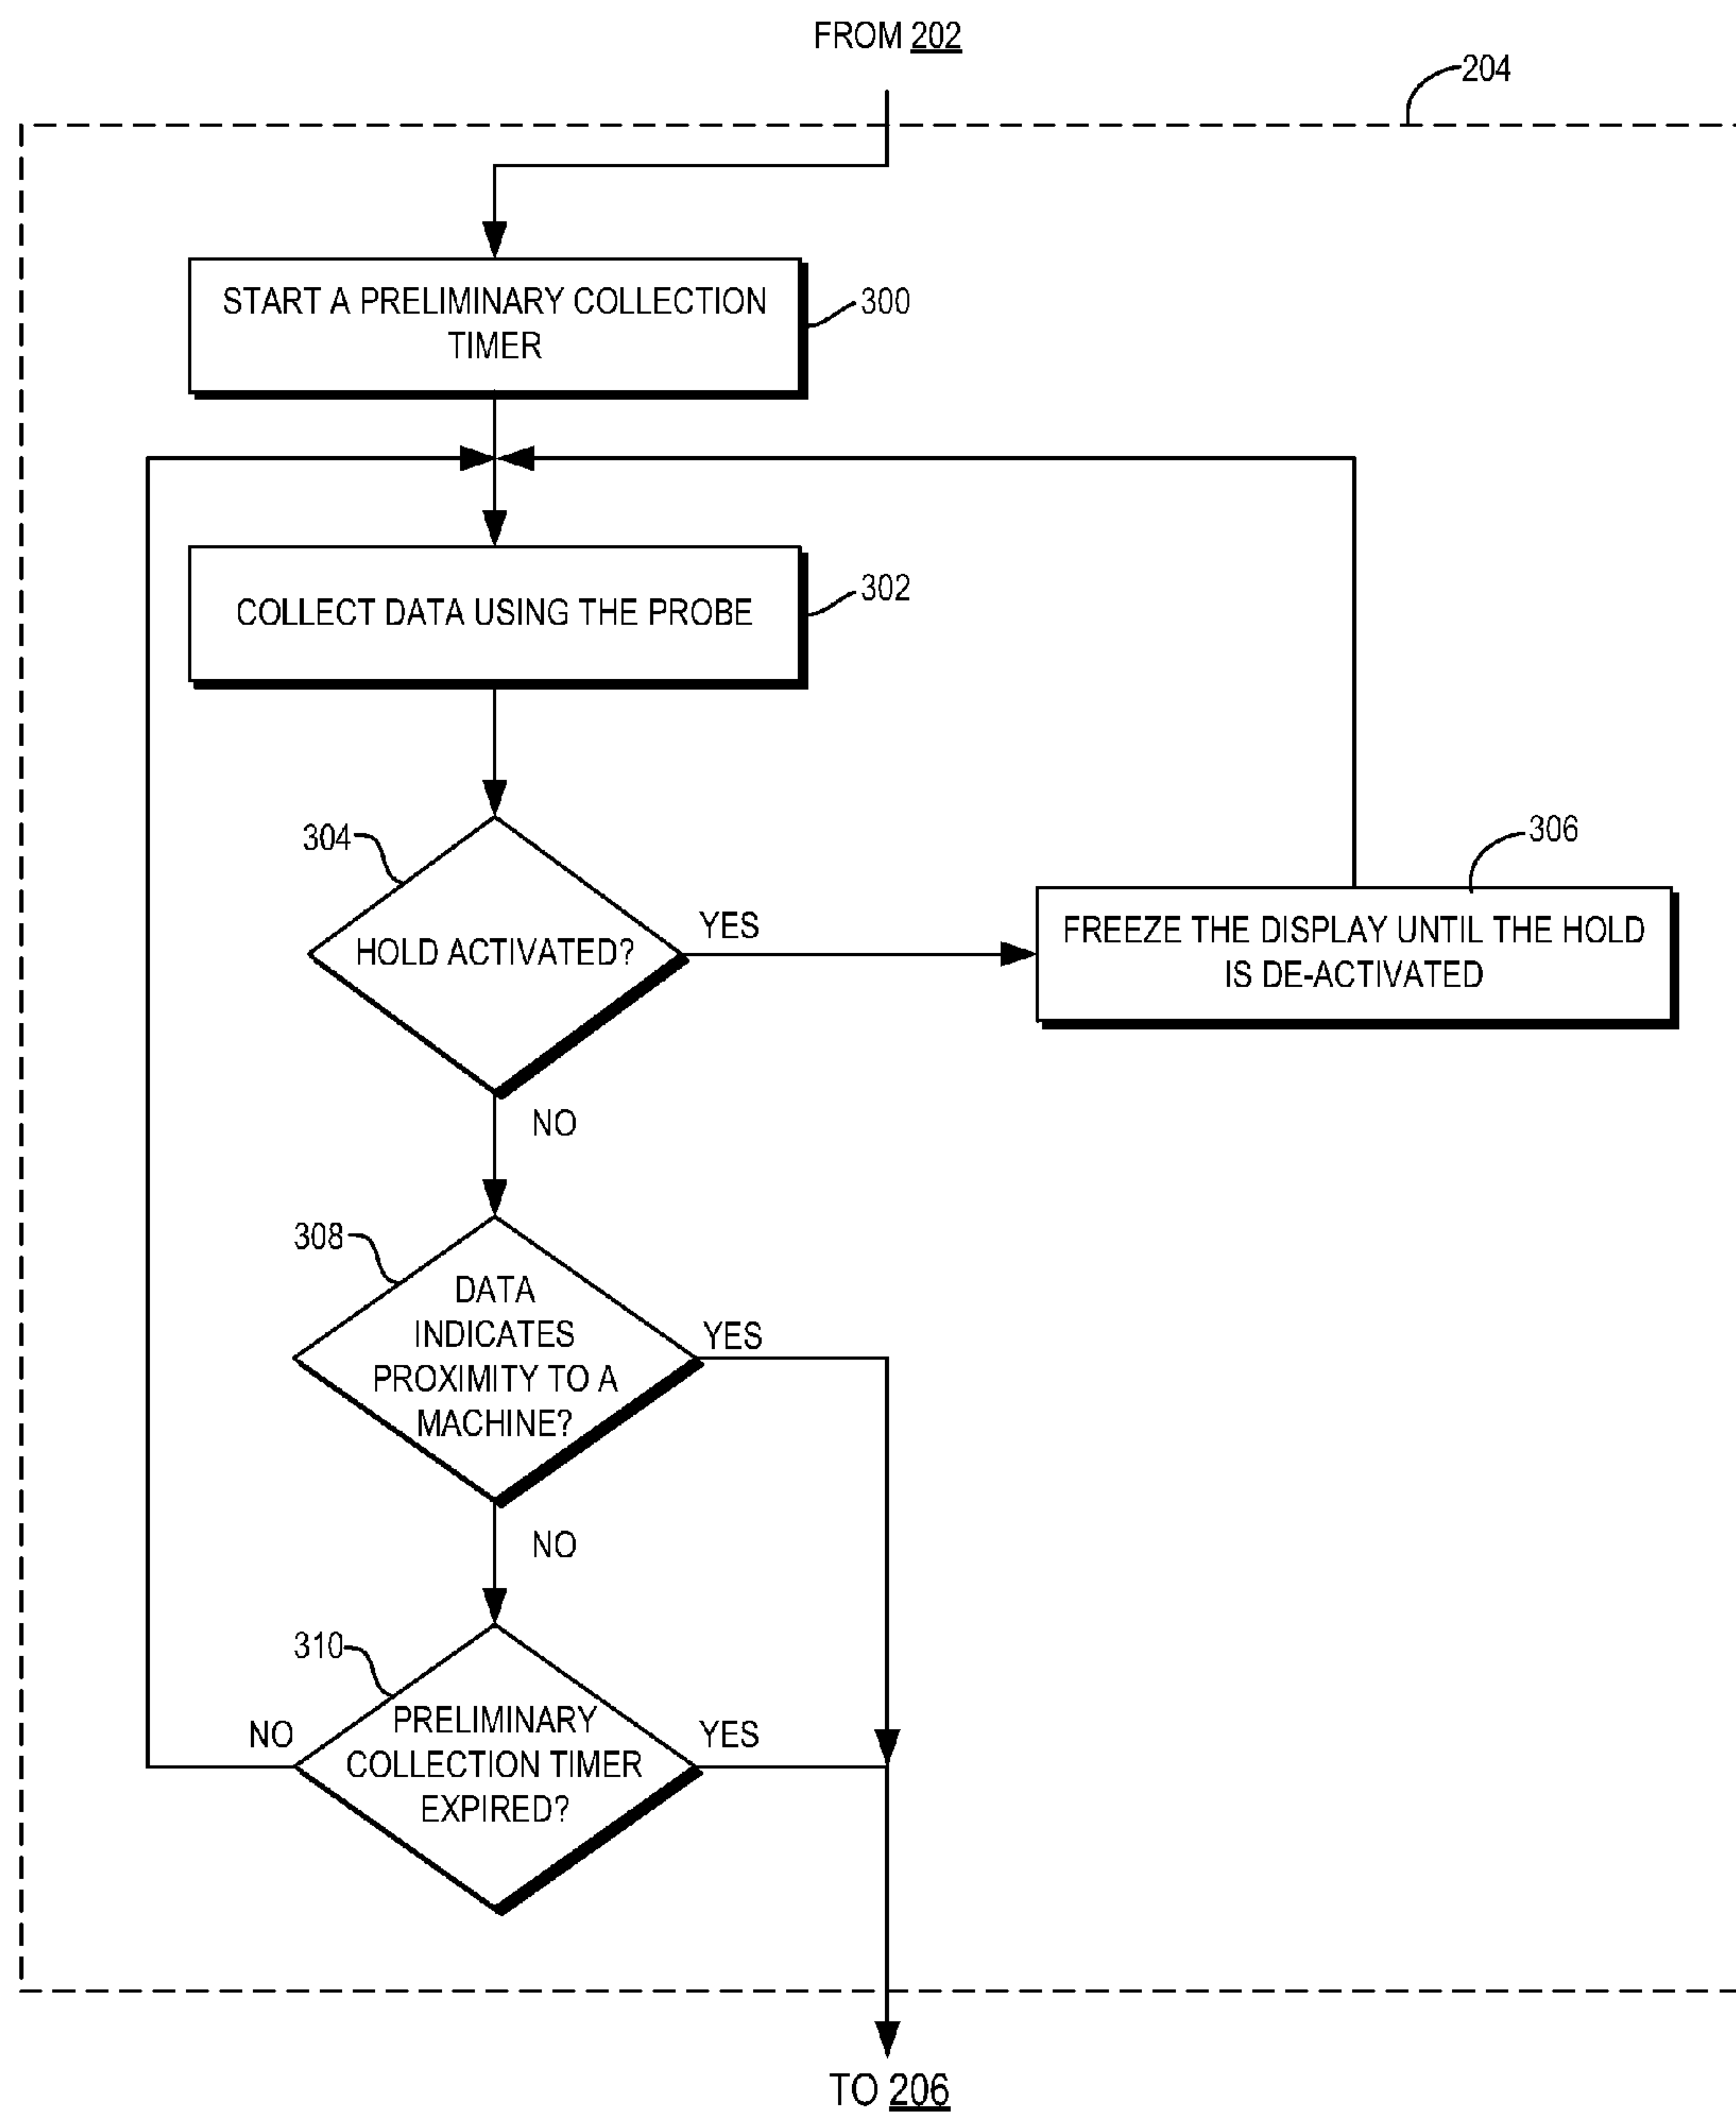 FROM 202
204
START A PRELIMINARY COLLECTION
TIMER
300
COLLECT DATA USING THE PROBE
302
304
HOLD ACTIVATED?
YES
306
FREEZE THE DISPLAY UNTIL THE HOLD
IS DE-ACTIVATED
NO
308
DATA
INDICATES
PROXIMITY TO A
MACHINE?
YES
NO
310
PRELIMINARY
COLLECTION TIMER
EXPIRED?
NO
YES
TO 206